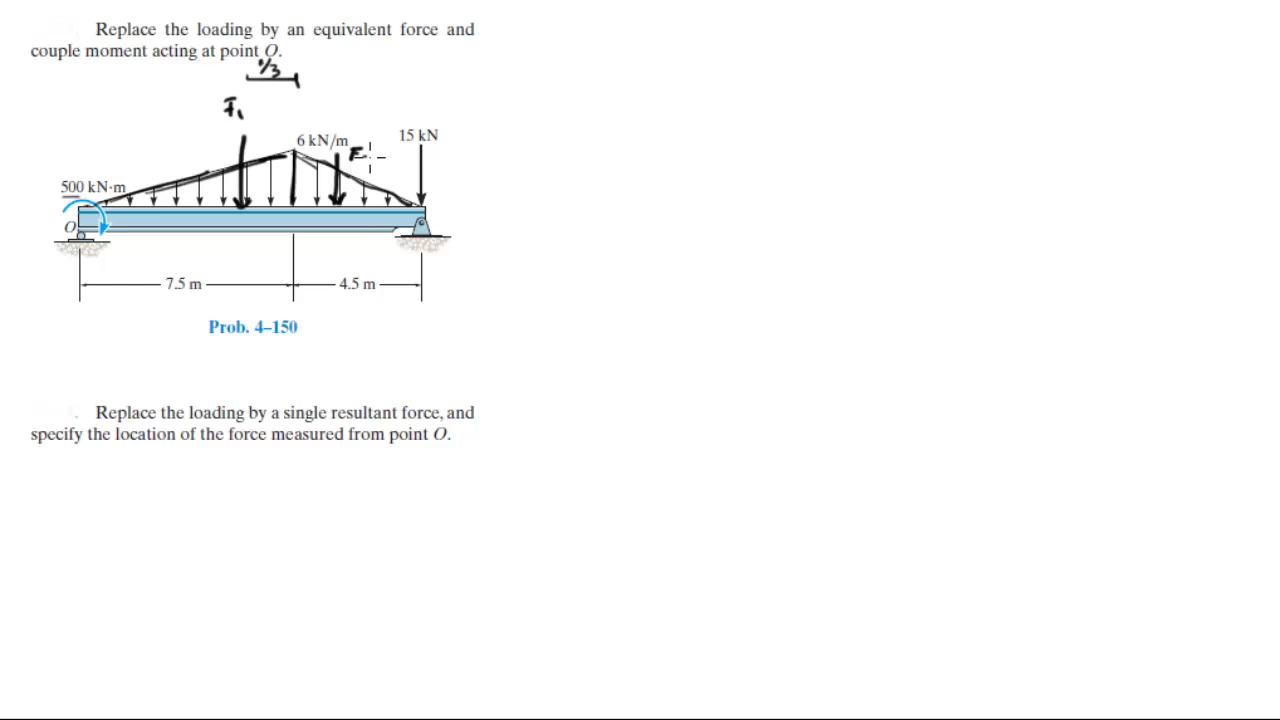 Replace the loading by an equivalent force and
couple moment acting at point O.
1/3
F₁
6 kN/m
15 kN
F
500 kN·m
O
7.5 m
4.5 m
Prob. 4–150
Replace the loading by a single resultant force, and
specify the location of the force measured from point O.